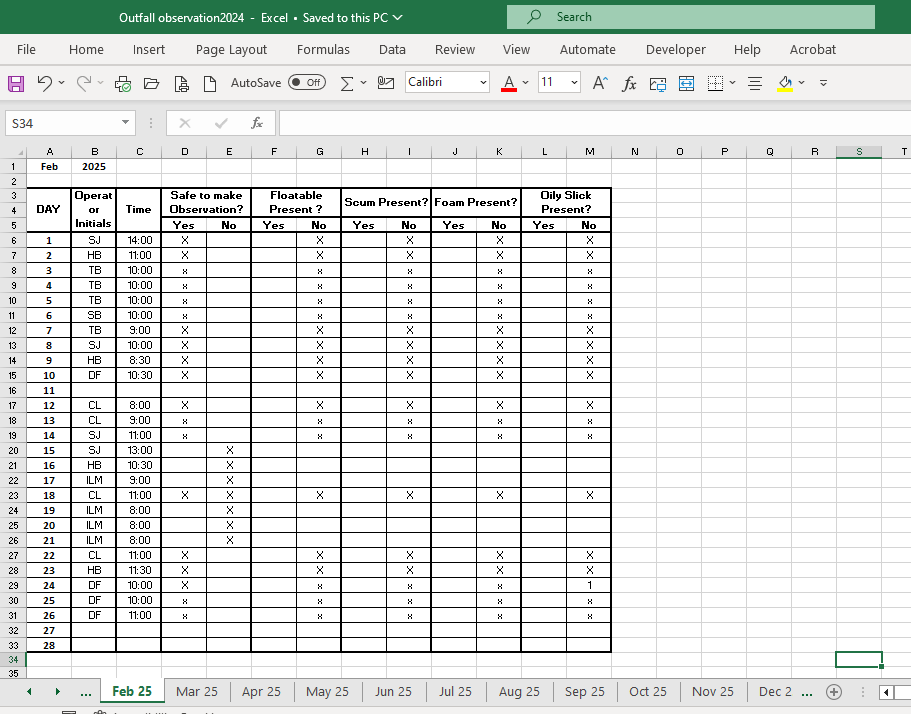 Outfall observation2024 - Excel • Saved to this PC
Search
File Home Insert Page Layout Formulas Data Review View Automate Developer Help Acrobat
AutoSave Off Calibri 11
S34 fx
A B C D E F G H I J K L M N O P Q R S T
1 Feb 2025
2
3 Operat Safe to make Floatable Oily Slick
4 DAY or Time Observation? Present ? Scum Present? Foam Present? Present?
5 Initials Yes No Yes No Yes No Yes No Yes No
6 1 SJ 14:00 X X X X X
7 2 HB 11:00 X X X X X
8 3 TB 10:00 x x x x x
9 4 TB 10:00 x x x x x
10 5 TB 10:00 x x x x x
11 6 SB 10:00 x x x x x
12 7 TB 9:00 X X X X X
13 8 SJ 10:00 X X X X X
14 9 HB 8:30 X X X X X
15 10 DF 10:30 X X X X X
16 11
17 12 CL 8:00 X X X X X
18 13 CL 9:00 x x x x x
19 14 SJ 11:00 x x x x x
20 15 SJ 13:00 X
21 16 HB 10:30 X
22 17 ILM 9:00 X
23 18 CL 11:00 X X X X X X
24 19 ILM 8:00 X
25 20 ILM 8:00 X
26 21 ILM 8:00 X
27 22 CL 11:00 X X X X X
28 23 HB 11:30 X X X X X
29 24 DF 10:00 X x x x 1
30 25 DF 10:00 x x x x x
31 26 DF 11:00 x x x x x
32 27
33 28
34
35
... Feb 25 Mar 25 Apr 25 May 25 Jun 25 Jul 25 Aug 25 Sep 25 Oct 25 Nov 25 Dec 2 ...